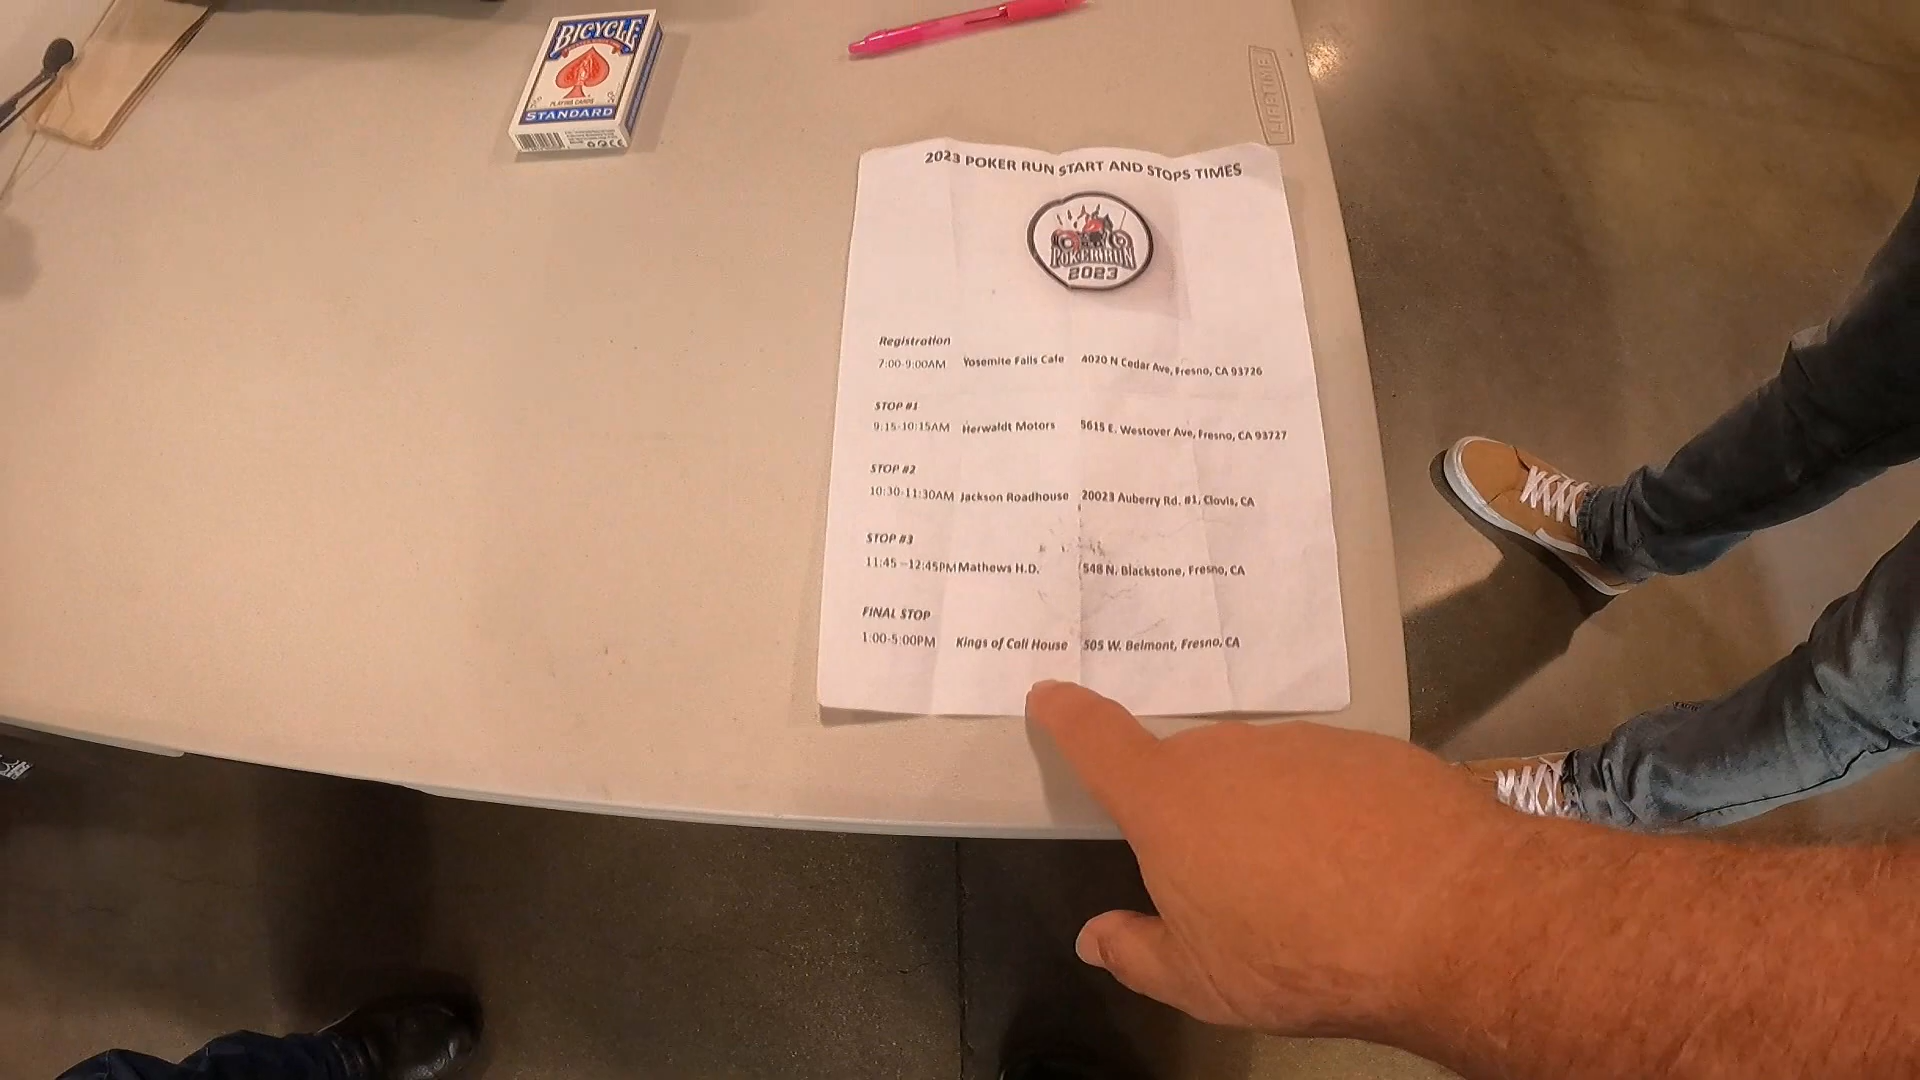 BICYCLE
PLAYING CARDS
STANDARD
LIFETIME
2023 POKER RUN START AND STOPS TIMES
POKER RUN
2023
Registration
7:00-9:00AM Yosemite Falls Cafe 4020 N Cedar Ave, Fresno, CA 93726
STOP #1
9:15-10:15AM Herwaldt Motors 5615 E. Westover Ave, Fresno, CA 93727
STOP #2
10:30-11:30AM Jackson Roadhouse 20023 Auberry Rd. #1, Clovis, CA
STOP #3
11:45 –12:45PM Mathews H.D. 548 N. Blackstone, Fresno, CA
FINAL STOP
1:00-5:00PM Kings of Cali House 505 W. Belmont, Fresno, CA